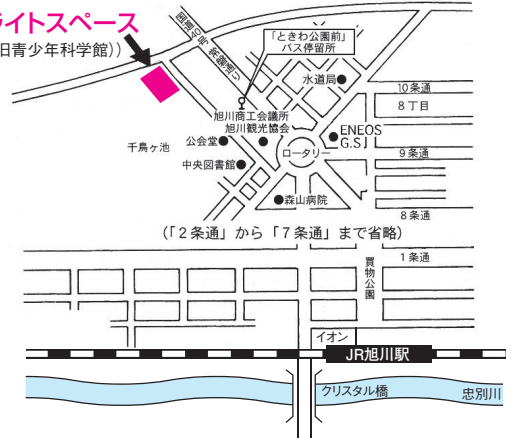 ライトスペース
旧青少年科学館））
国道40号 常盤通り
「ときわ公園前」
バス停留所
水道局
10条通
8丁目
旭川商工会議所
旭川観光協会
ENEOS
G.S
公会堂
千鳥ヶ池
ロータリー
9条通
中央図書館
森山病院
8条通
（「2条通」から「7条通」まで省略）
1条通
買物公園
イオン
JR旭川駅
クリスタル橋
忠別川